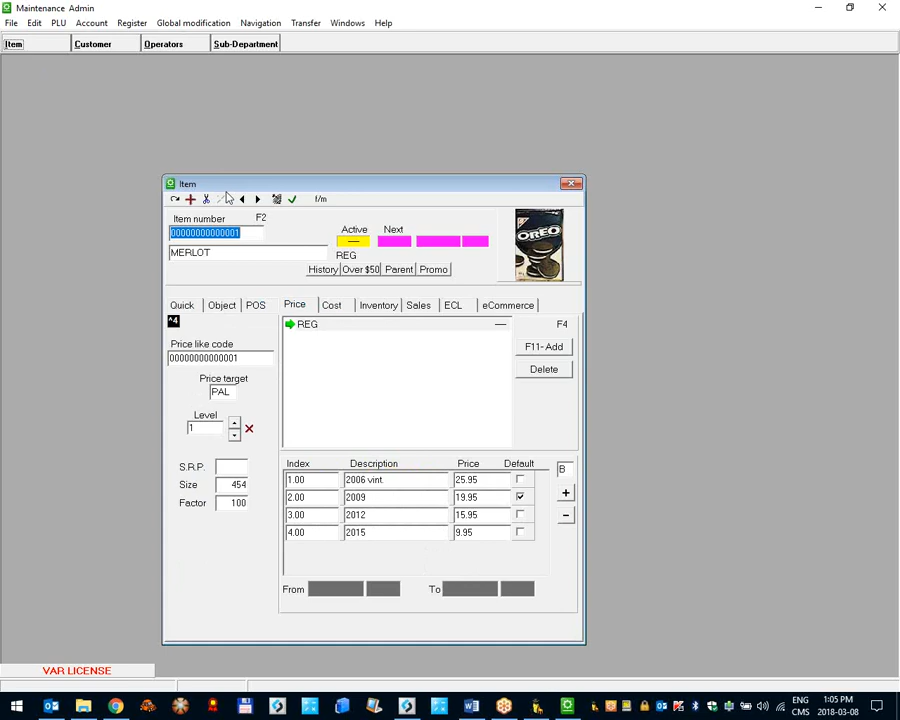 Maintenance Admin
File Edit PLU Account Register Global modification Navigation Transfer Windows Help
Item Customer Operators Sub-Department
Item
f/m
Item number F2
00000000000001
MERLOT
Active Next
REG
History Over $50 Parent Promo
OREO
Quick Object POS Price Cost Inventory Sales ECL eCommerce
^4
REG F4
F11- Add
Delete
Price like code
00000000000001
Price target
PAL
Level
1
S.R.P.
Size 454
Factor 100
Index Description Price Default B
1.00 2006 vint. 25.95
2.00 2009 19.95
3.00 2012 15.95
4.00 2015 9.95
From To
VAR LICENSE
ENG 1:05 PM
CMS 2018-03-08